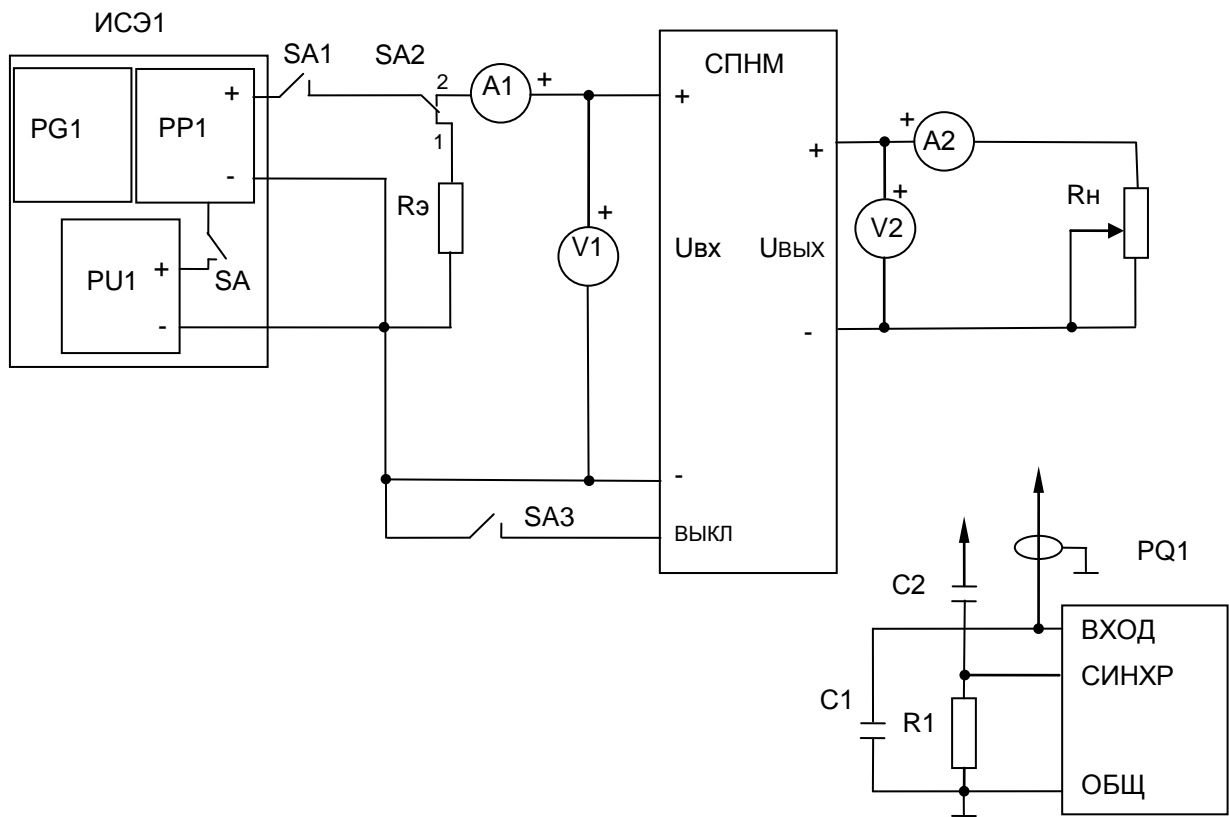 ИСЭ1
SA1
SA2
2
A1
+
СПНМ
PG1
PP1
+
-
1
+
+
+
A2
Rэ
+
V1
Uвх
UВЫХ
+
V2
Rн
PU1
+
-
SA
-
-
SA3
ВЫКЛ
C2
PQ1
ВХОД
СИНХР
C1
R1
ОБЩ